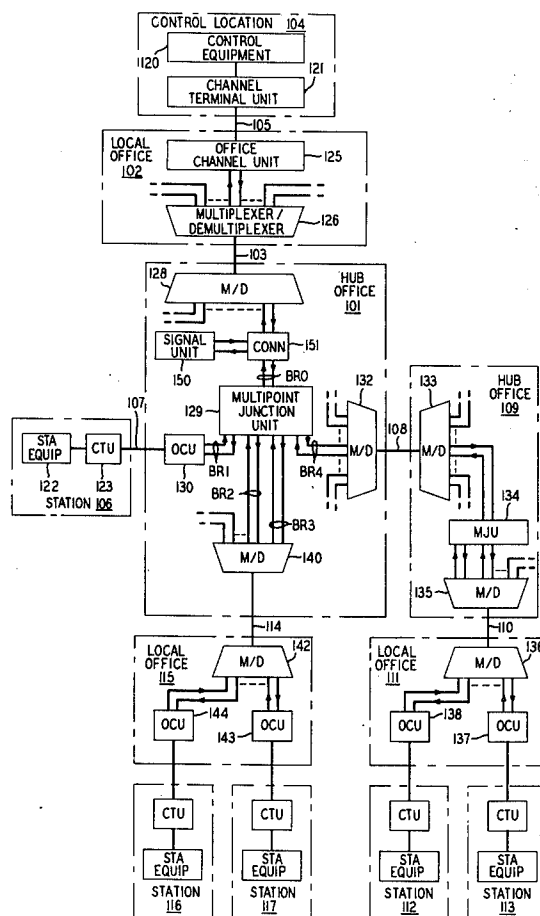 CONTROL LOCATION 104
1120
CONTROL
EQUIPMENT
121
CHANNEL
TERMINAL UNIT
105
LOCAL
OFFICE
102
OFFICE
CHANNEL UNIT
125
MULTIPLEXER/
DEMULTIPLEXER
126
103
128
M/D
HUB
OFFICE
101
SIGNAL
UNIT
150
CONN
151
BR0
132
133
HUB
OFFICE
109
129
MULTIPOINT
JUNCTION
UNIT
M/D
108
M/D
107
STA
EQUIP
CTU
OCU
122
123
130
BR1
BR4
STATION 106
BR2
BR3
134
MJU
M/D
140
135
M/D
114
110
142
136
LOCAL
OFFICE
115
M/D
LOCAL
OFFICE
111
M/D
144
OCU
143
OCU
138
OCU
137
OCU
CTU
CTU
CTU
CTU
STA
EQUIP
STA
EQUIP
STA
EQUIP
STA
EQUIP
STATION
116
STATION
117
STATION
112
STATION
113